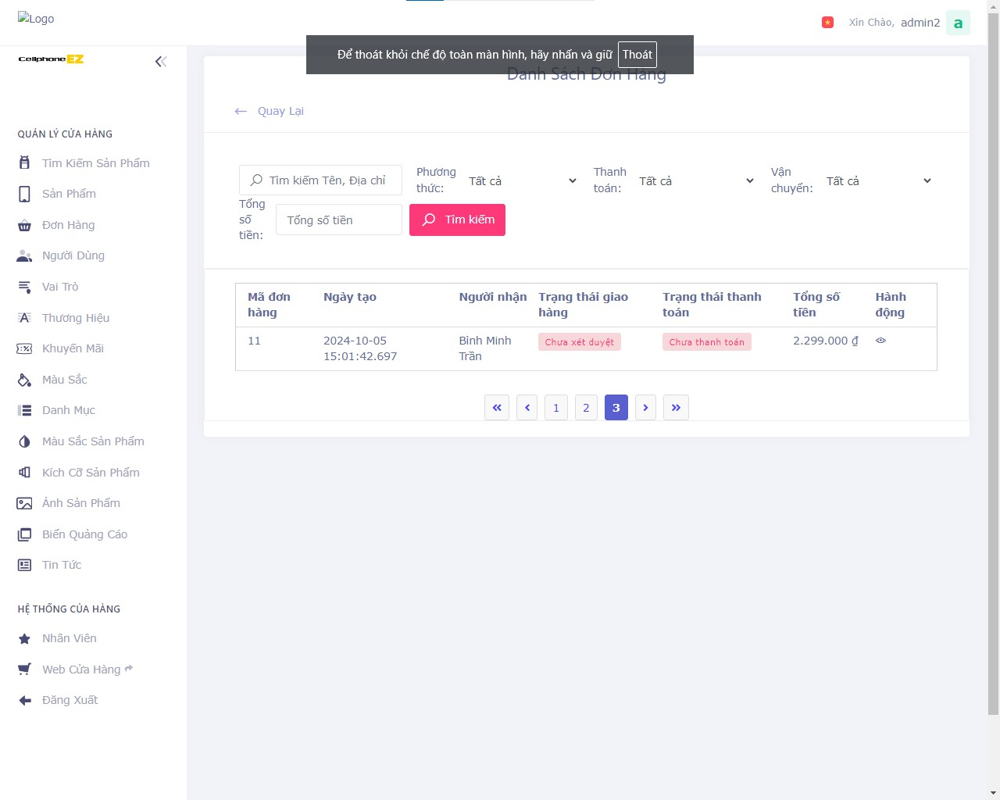 Logo
Xin Chào, admin2 a
CellphoneEZ
Để thoát khỏi chế độ toàn màn hình, hãy nhấn và giữ Thoát
Danh Sách Đơn Hàng
Quay Lại
QUẢN LÝ CỬA HÀNG
Tìm Kiếm Sản Phẩm
Sản Phẩm
Đơn Hàng
Người Dùng
Vai Trò
Thương Hiệu
Khuyến Mãi
Màu Sắc
Danh Mục
Màu Sắc Sản Phẩm
Kích Cỡ Sản Phẩm
Ảnh Sản Phẩm
Biển Quảng Cáo
Tin Tức
HỆ THỐNG CỦA HÀNG
Nhân Viên
Web Cửa Hàng
Đăng Xuất
Tìm kiếm Tên, Địa chỉ
Phương
thức:
Tất cả
Thanh
toán:
Tất cả
Vận
chuyển:
Tất cả
Tổng
số
tiền:
Tổng số tiền
Tìm kiếm
Mã đơn
hàng
Ngày tạo
Người nhận
Trạng thái giao
hàng
Trạng thái thanh
toán
Tổng số
tiền
Hành
động
11
2024-10-05
15:01:42.697
Bình Minh
Trần
Chưa xét duyệt
Chưa thanh toán
2.299.000 ₫
1 2 3